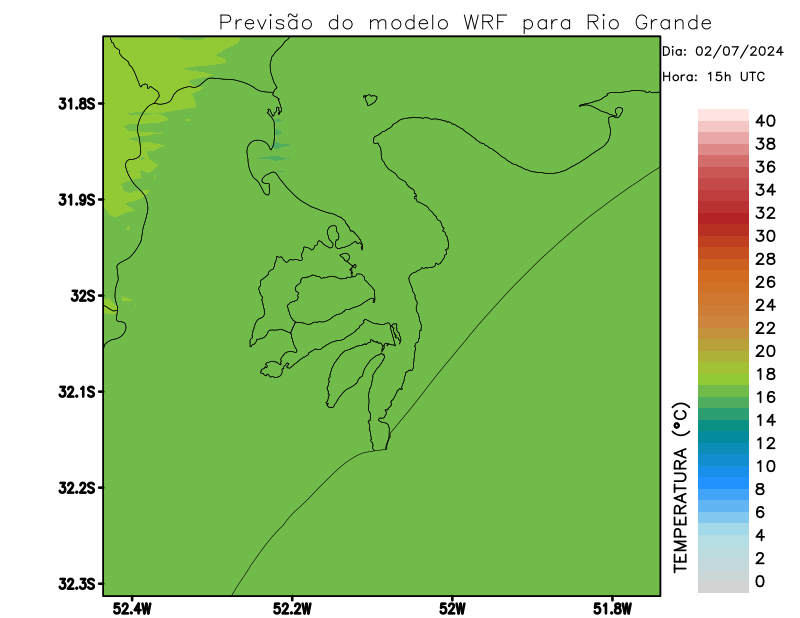 Previsão do modelo WRF para Rio Grande
Dia: 02/07/2024
Hora: 15h UTC
31.8S
31.9S
32S
32.1S
32.2S
32.3S
52.4W
52.2W
52W
51.8W
TEMPERATURA (°C)
40
38
36
34
32
30
28
26
24
22
20
18
16
14
12
10
8
6
4
2
0